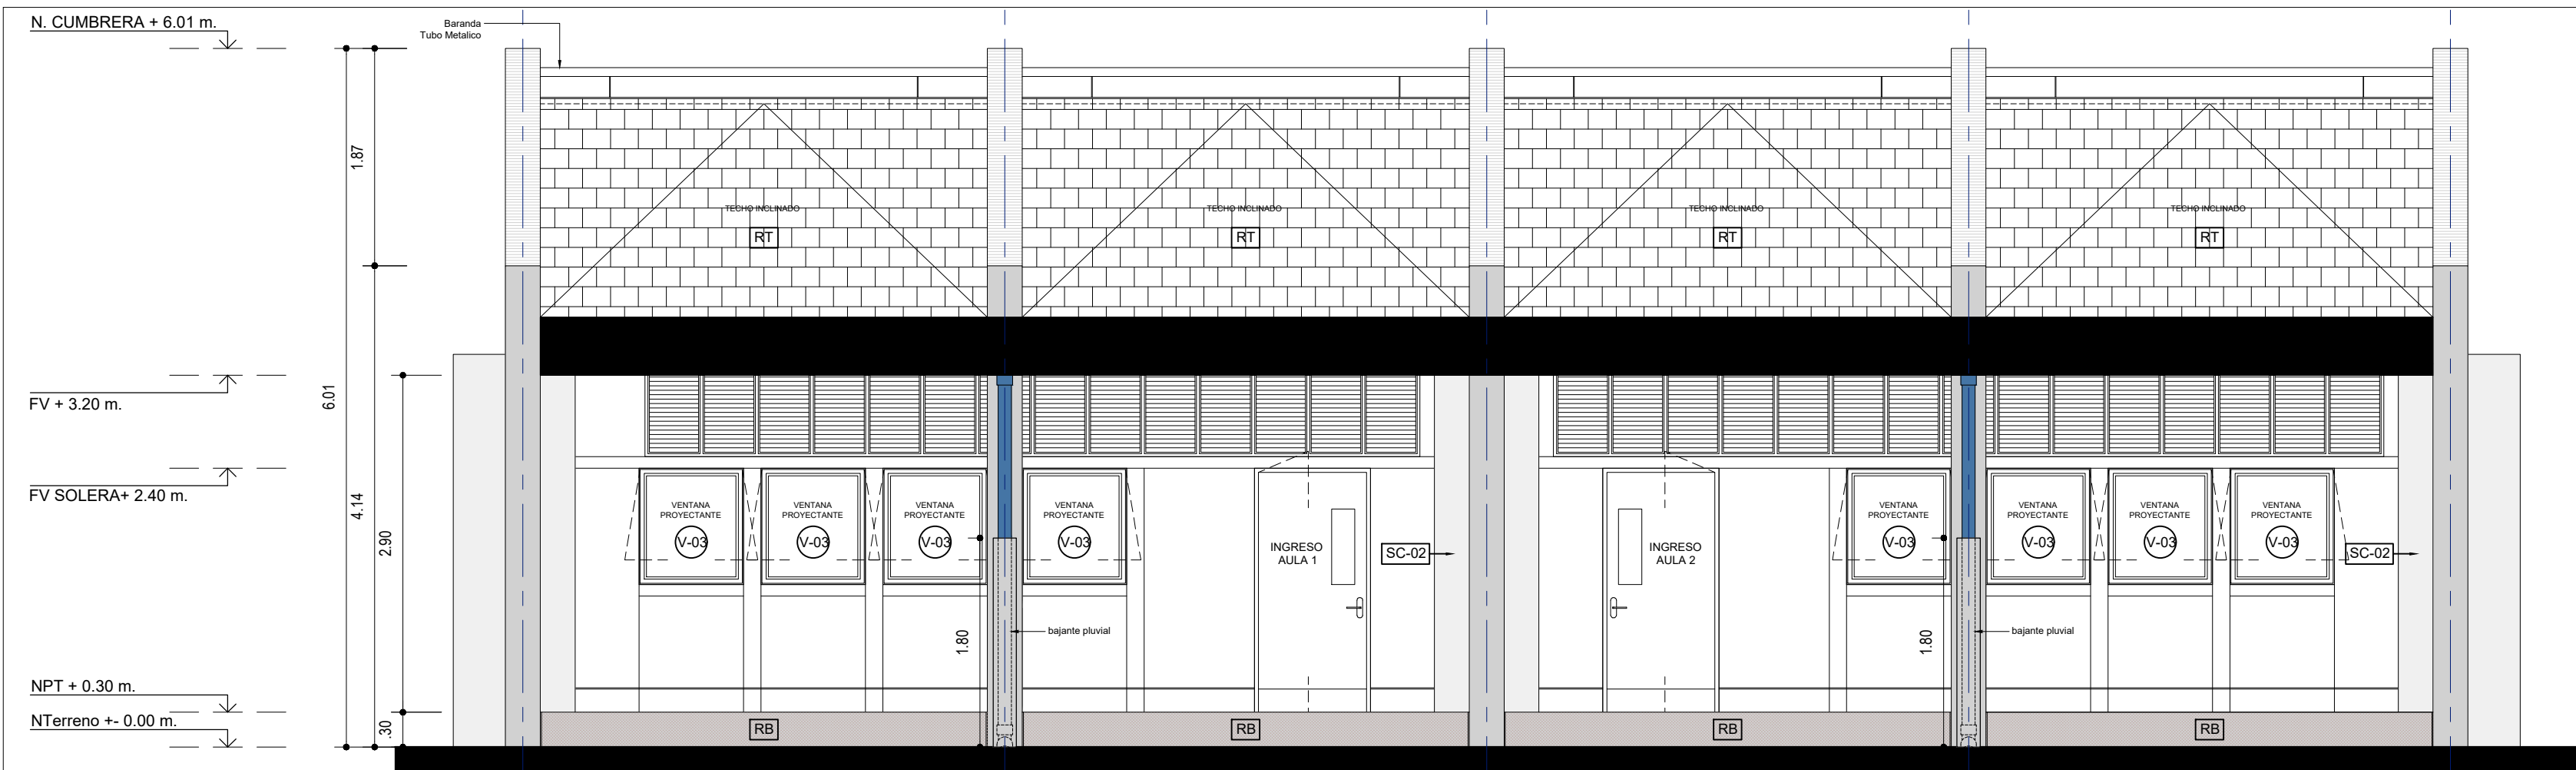 N. CUMBRERA + 6.01 m.
Baranda
Tubo Metalico
1.87
TECHO INCLINADO
RT
TECHO INCLINADO
RT
TECHO INCLINADO
RT
TECHO INCLINADO
RT
6.01
4.14
2.90
FV + 3.20 m.
FV SOLERA+ 2.40 m.
VENTANA
PROYECTANTE
V-03
VENTANA
PROYECTANTE
V-03
VENTANA
PROYECTANTE
V-03
VENTANA
PROYECTANTE
V-03
INGRESO
AULA 1
SC-02
INGRESO
AULA 2
VENTANA
PROYECTANTE
V-03
VENTANA
PROYECTANTE
V-03
VENTANA
PROYECTANTE
V-03
VENTANA
PROYECTANTE
V-03
SC-02
1.80
bajante pluvial
1.80
bajante pluvial
NPT + 0.30 m.
NTerreno +- 0.00 m.
.30
RB
RB
RB
RB